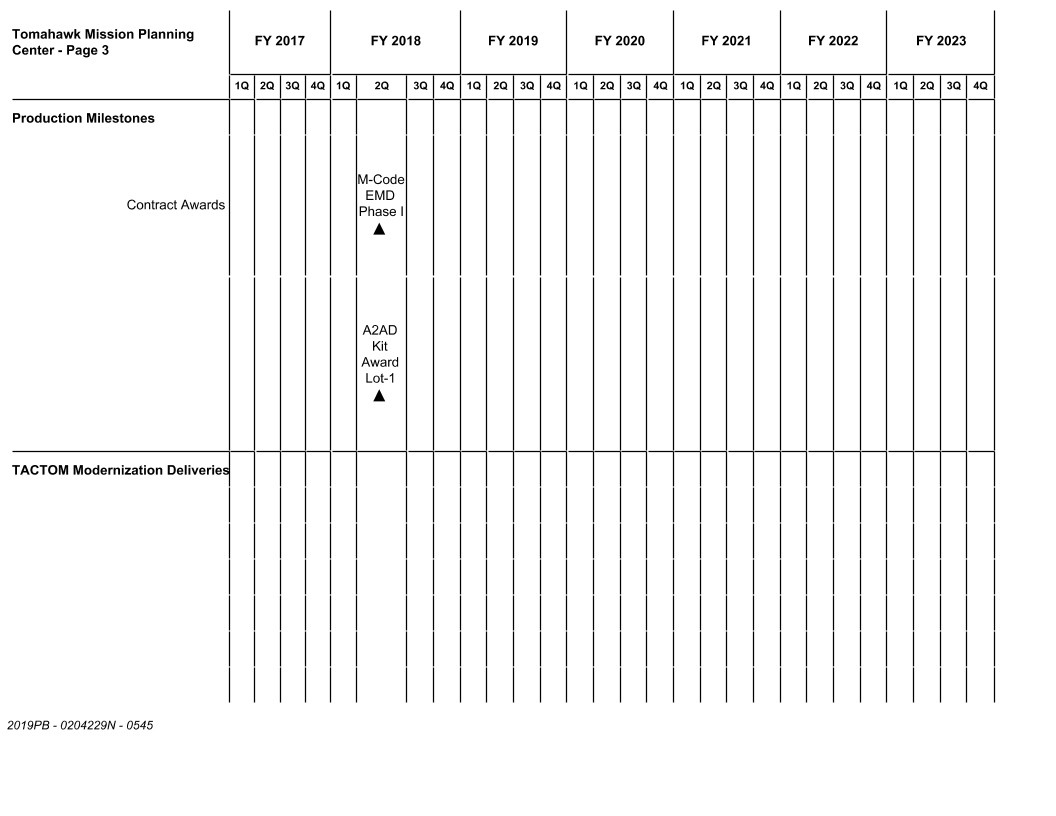 Tomahawk Mission Planning
Center - Page 3
FY 2017 FY 2018 FY 2019 FY 2020 FY 2021 FY 2022 FY 2023
1Q 2Q 3Q 4Q 1Q 2Q 3Q 4Q 1Q 2Q 3Q 4Q 1Q 2Q 3Q 4Q 1Q 2Q 3Q 4Q 1Q 2Q 3Q 4Q 1Q 2Q 3Q 4Q
Production Milestones
Contract Awards
M-Code
EMD
Phase I
A2AD
Kit
Award
Lot-1
TACTOM Modernization Deliveries
2019PB - 0204229N - 0545